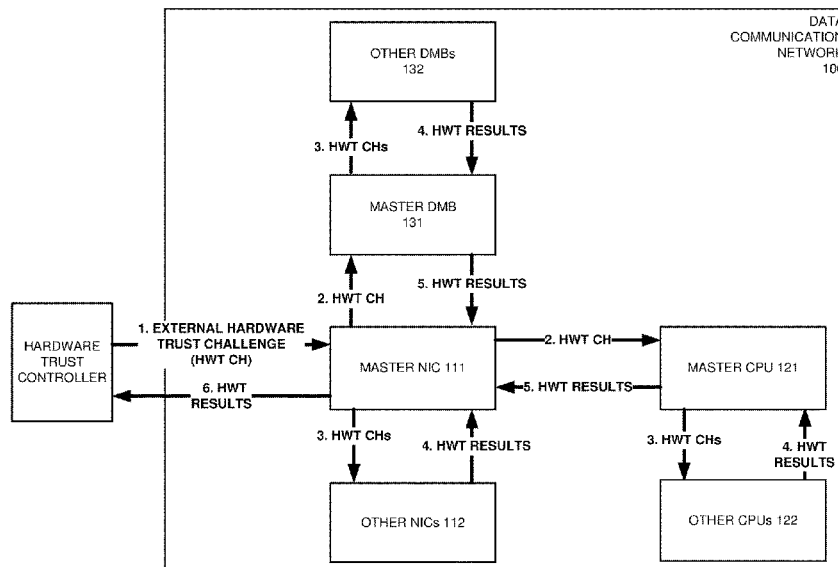 DATA
COMMUNICATION
NETWORK
OTHER DMBs
132
3. HWT CHs
4. HWT RESULTS
MASTER DMB
131
2. HWT CH
5. HWT RESULTS
HARDWARE
TRUST
CONTROLLER
1. EXTERNAL HARDWARE
TRUST CHALLENGE
(HWT CH)
6. HWT
RESULTS
MASTER NIC 111
2. HWT CH
5. HWT RESULTS
MASTER CPU 121
3. HWT CHs
4. HWT RESULTS
3. HWT CHs
4. HWT
RESULTS
OTHER NICs 112
OTHER CPUs 122